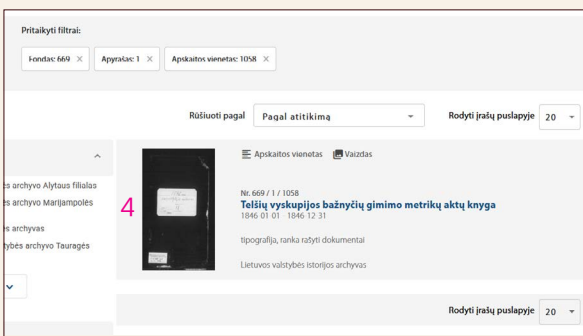 Pritaikyti filtrai:
Fondas: 669 ×
Apyrašas: 1 ×
Apskaitos vienetas: 1058 ×
Rūšiuoti pagal
Pagal atitikimą
Rodyti įrašų puslapyje
20
ės archyvo Alytaus filialas
ės archyvo Marijampolės
ės archyvas
tybės archyvo Tauragės
4
Apskaitos vienetas
Vaizdas
Nr. 669 / 1 / 1058
Telšių vyskupijos bažnyčių gimimo metrikų aktų knyga
1846 01 01 1846 12 31
tipografija, ranka rašyti dokumentai
Lietuvos valstybės istorijos archyvas
Rodyti įrašų puslapyje
20